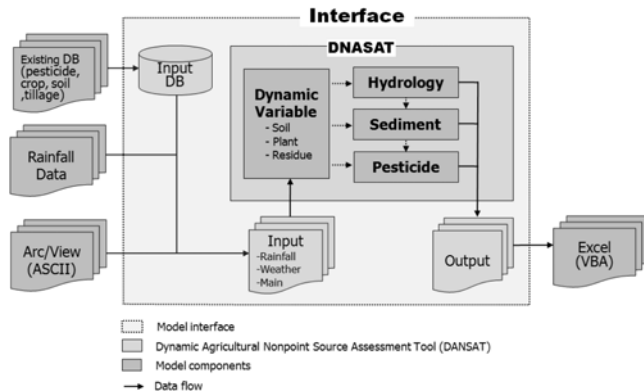 Interface
DNASAT
Existing DB
(pesticide,
crop, soil
,tillage)
Input
DB
Dynamic
Variable
- Soil
- Plant
- Residue
Hydrology
Sediment
Pesticide
Rainfall
Data
Arc/View
(ASCII)
Input
-Rainfall
-Weather
-Main
Output
Excel
(VBA)
Model interface
Dynamic Agricultural Nonpoint Source Assessment Tool (DANSAT)
Model components
Data flow